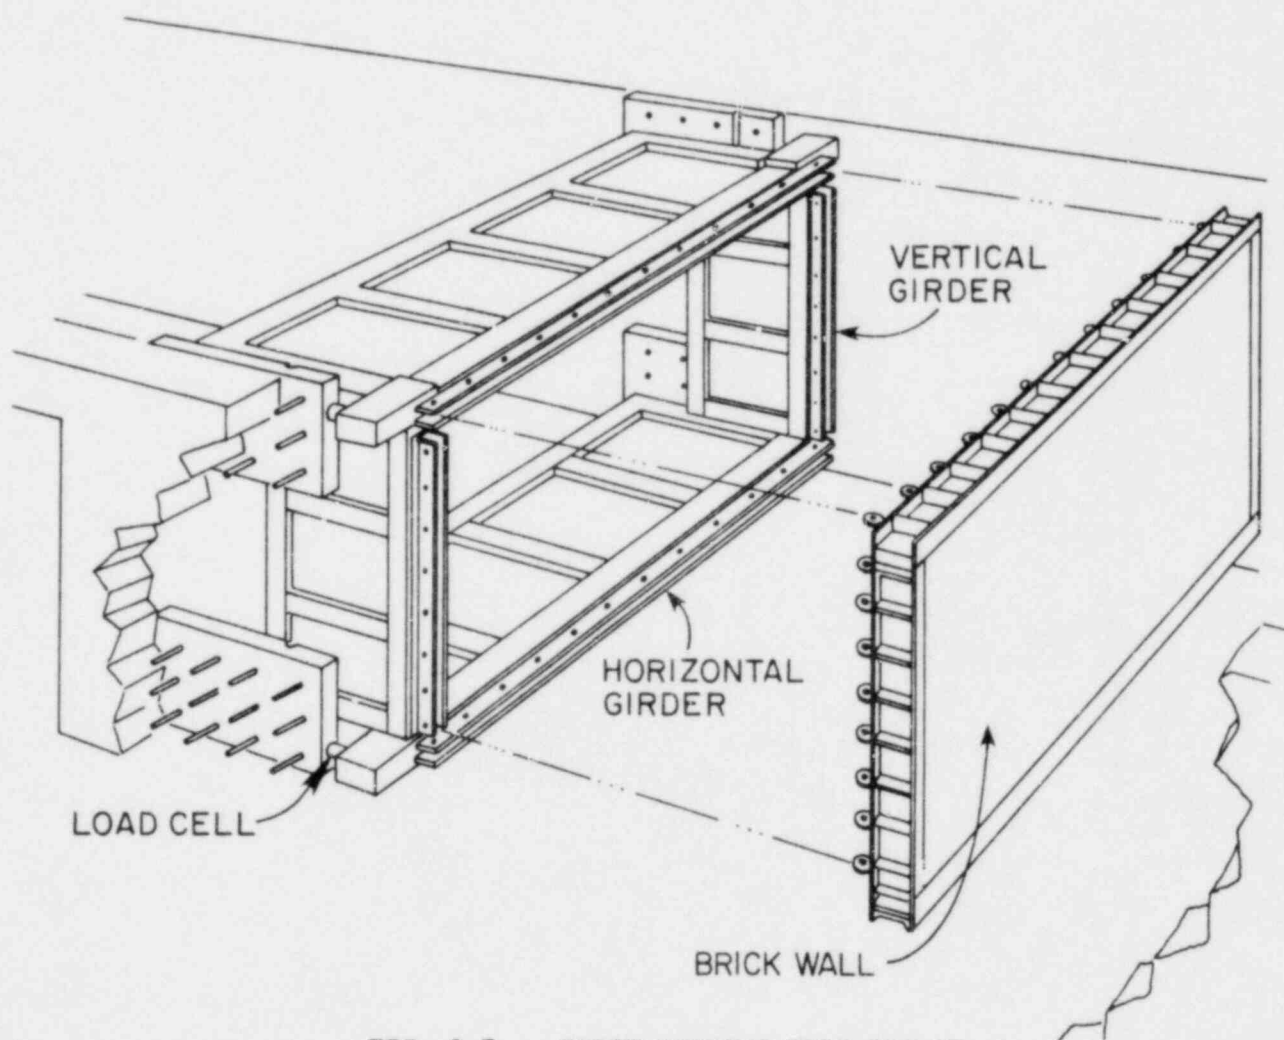 VERTICAL
GIRDER
HORIZONTAL
GIRDER
LOAD CELL
BRICK WALL